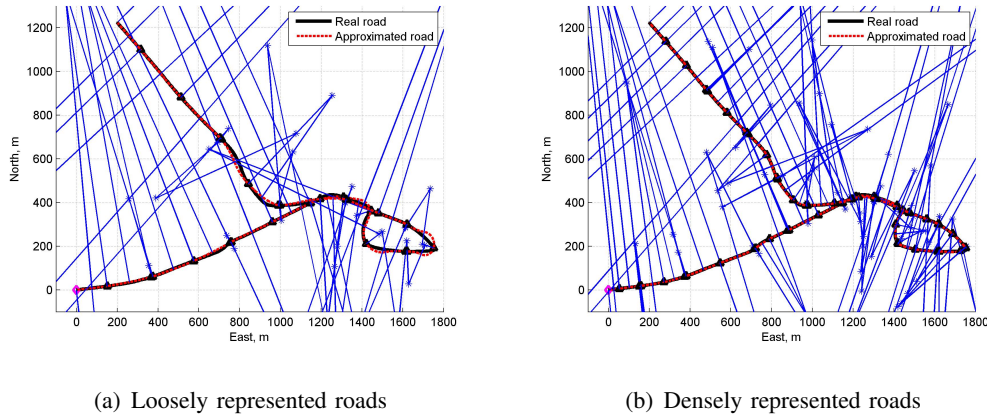 Real road
Approximated road
1200
1000
800
600
400
200
0
North, m
0 200 400 600 800 1000 1200 1400 1600 1800
East, m
(a) Loosely represented roads
Real road
Approximated road
1200
1000
800
600
400
200
0
North, m
0 200 400 600 800 1000 1200 1400 1600 1800
East, m
(b) Densely represented roads